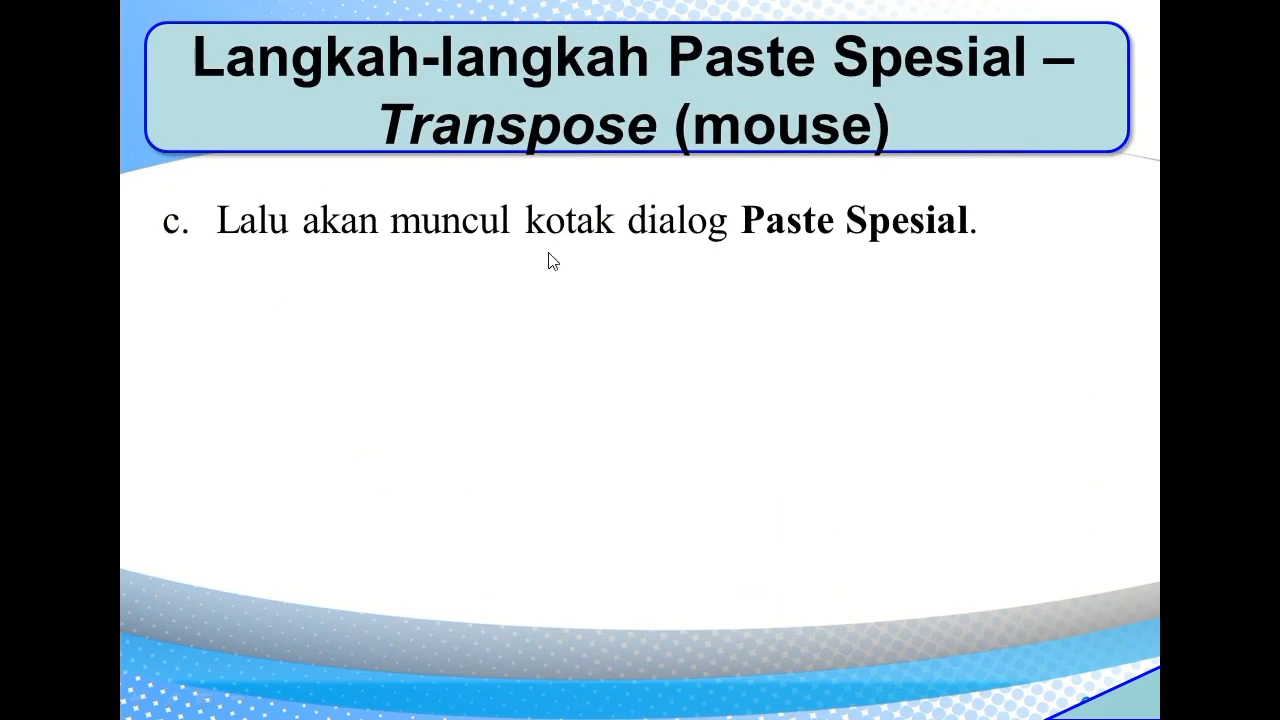 Langkah-langkah Paste Spesial –
Transpose (mouse)
c. Lalu akan muncul kotak dialog Paste Spesial.